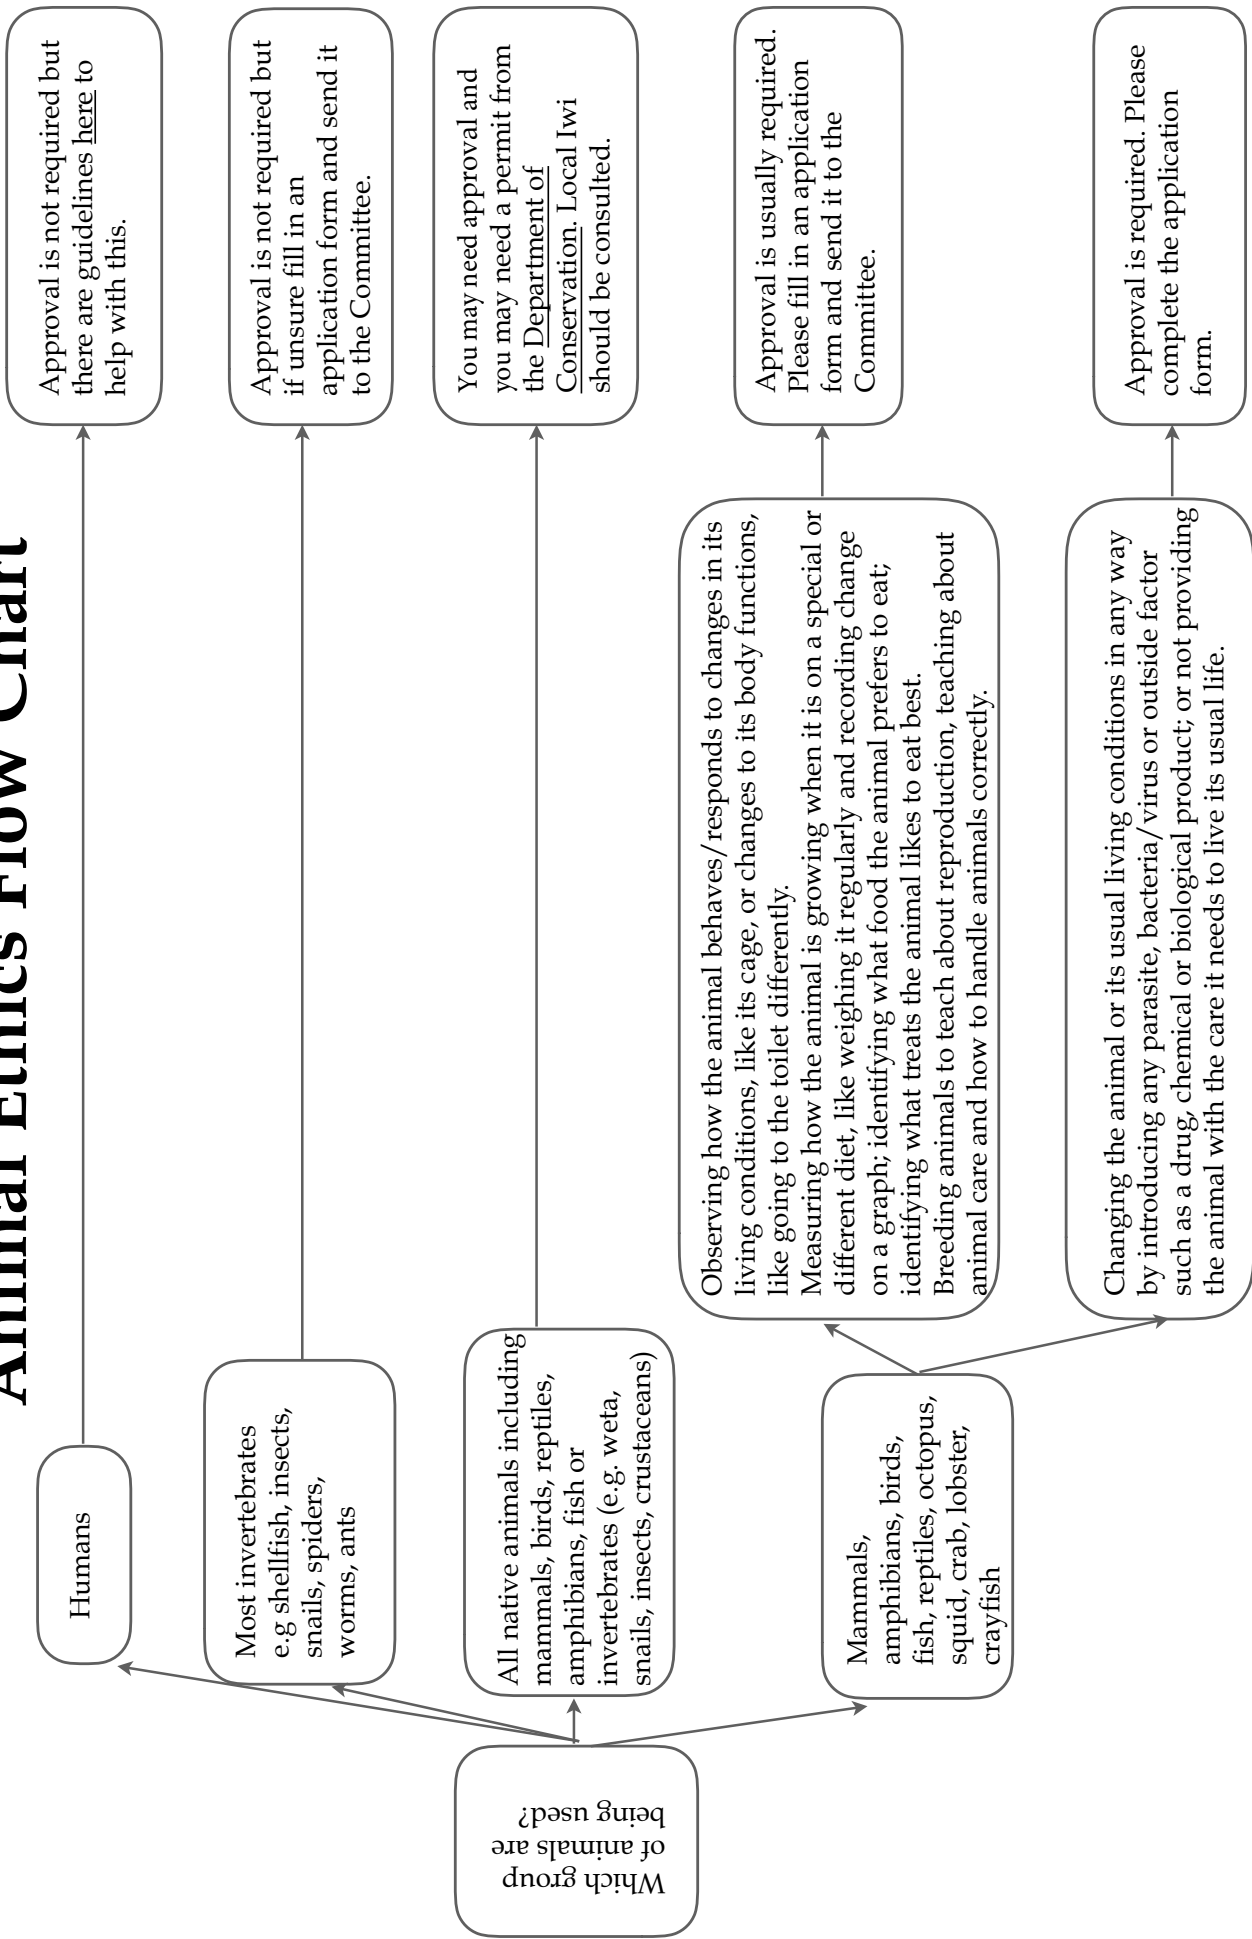 Animal Ethics Flow Chart
Which group
of animals are
being used?
Humans
Approval is not required but
there are guidelines here to
help with this.
Most invertebrates
e.g shellfish, insects,
snails, spiders,
worms, ants
Approval is not required but
if unsure fill in an
application form and send it
to the Committee.
All native animals including
mammals, birds, reptiles,
amphibians, fish or
invertebrates (e.g. weta,
snails, insects, crustaceans)
You may need approval and
you may need a permit from
the Department of
Conservation. Local Iwi
should be consulted.
Mammals,
amphibians, birds,
fish, reptiles, octopus,
squid, crab, lobster,
crayfish
Observing how the animal behaves/responds to changes in its
living conditions, like its cage, or changes to its body functions,
like going to the toilet differently.
Measuring how the animal is growing when it is on a special or
different diet, like weighing it regularly and recording change
on a graph; identifying what food the animal prefers to eat;
identifying what treats the animal likes to eat best.
Breeding animals to teach about reproduction, teaching about
animal care and how to handle animals correctly.
Approval is usually required.
Please fill in an application
form and send it to the
Committee.
Changing the animal or its usual living conditions in any way
by introducing any parasite, bacteria/virus or outside factor
such as a drug, chemical or biological product; or not providing
the animal with the care it needs to live its usual life.
Approval is required. Please
complete the application
form.